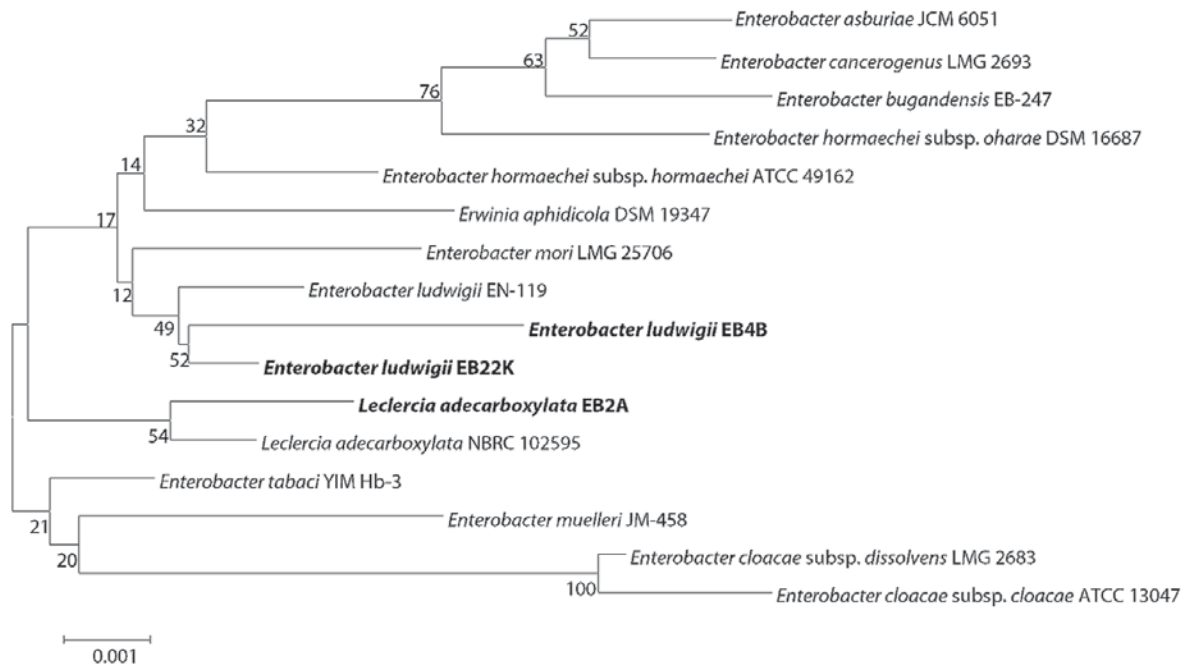 Enterobacter asburiae JCM 6051
52
Enterobacter cancerogenus LMG 2693
63
Enterobacter bugandensis EB-247
76
Enterobacter hormaechei subsp. oharae DSM 16687
32
Enterobacter hormaechei subsp. hormaechei ATCC 49162
14
Erwinia aphidicola DSM 19347
17
Enterobacter mori LMG 25706
12
Enterobacter ludwigii EN-119
49
Enterobacter ludwigii EB4B
52
Enterobacter ludwigii EB22K
Leclercia adecarboxylata EB2A
54
Leclercia adecarboxylata NBRC 102595
Enterobacter tabaci YIM Hb-3
21
Enterobacter muelleri JM-458
20
Enterobacter cloacae subsp. dissolvens LMG 2683
100
Enterobacter cloacae subsp. cloacae ATCC 13047
0.001